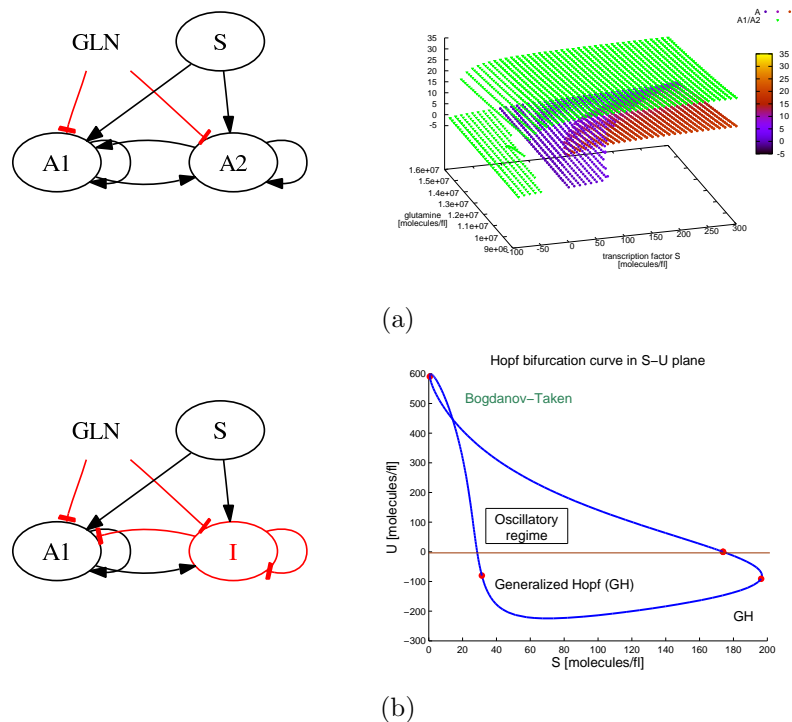 GLN
S
A1
A2
A
A1/A2
35
30
25
20
15
10
5
0
-5
35
30
25
20
15
10
5
0
-5
1.6e+07
1.5e+07
1.4e+07
1.3e+07
1.2e+07
1.1e+07
1e+07
9e+06
glutamine
[molecules/fl]
-100
-50
0
50
100
150
200
250
300
transcription factor S
[molecules/fl]
(a)
GLN
S
A1
I
Hopf bifurcation curve in S−U plane
600
500
400
300
200
100
0
−100
−200
−300
U [molecules/fl]
Bogdanov−Taken
Oscillatory
regime
Generalized Hopf (GH)
GH
0 20 40 60 80 100 120 140 160 180 200
S [molecules/fl]
(b)